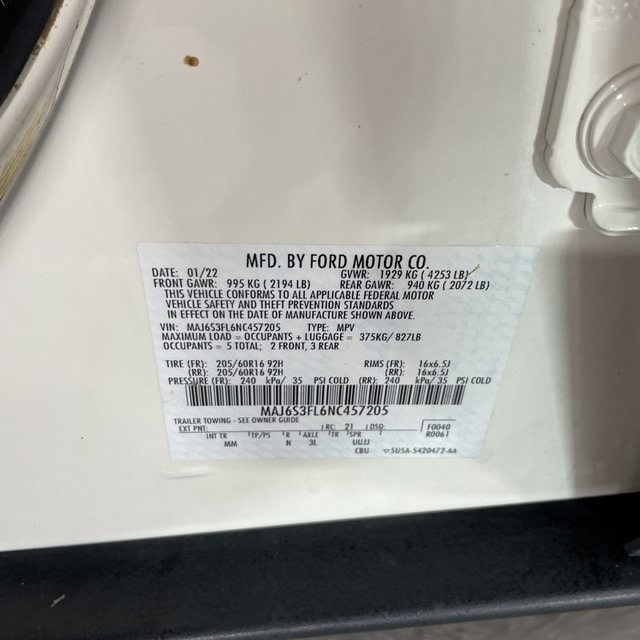 MFD. BY FORD MOTOR CO.
DATE: 01/22 GVWR: 1929 KG ( 4253 LB)
FRONT GAWR: 995 KG ( 2194 LB) REAR GAWR: 940 KG ( 2072 LB)
THIS VEHICLE CONFORMS TO ALL APPLICABLE FEDERAL MOTOR
VEHICLE SAFETY AND THEFT PREVENTION STANDARDS
IN EFFECT ON THE DATE OF MANUFACTURE SHOWN ABOVE.
VIN: MAJ6S3FL6NC457205 TYPE: MPV
MAXIMUM LOAD = OCCUPANTS + LUGGAGE = 375KG/ 827LB
OCCUPANTS = 5 TOTAL; 2 FRONT, 3 REAR
TIRE (FR): 205/60R16 92H RIMS (FR): 16x6.5J
(RR): 205/60R16 92H (RR): 16x6.5J
PRESSURE (FR): 240 kPa/ 35 PSI COLD (RR): 240 kPa/ 35 PSI COLD
MAJ6S3FL6NC457205
TRAILER TOWING - SEE OWNER GUIDE
EXT PNT: RC: 21 DSO: F0040
R0061
INT TR TP/PS R AXLE TR SPR
MM N 3L UUJJ
CBU 5USA-5420472-AA